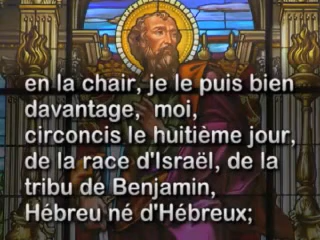 en la chair, je le puis bien
davantage, moi,
circoncis le huitième jour,
de la race d'Israël, de la
tribu de Benjamin,
Hébreu né d'Hébreux;